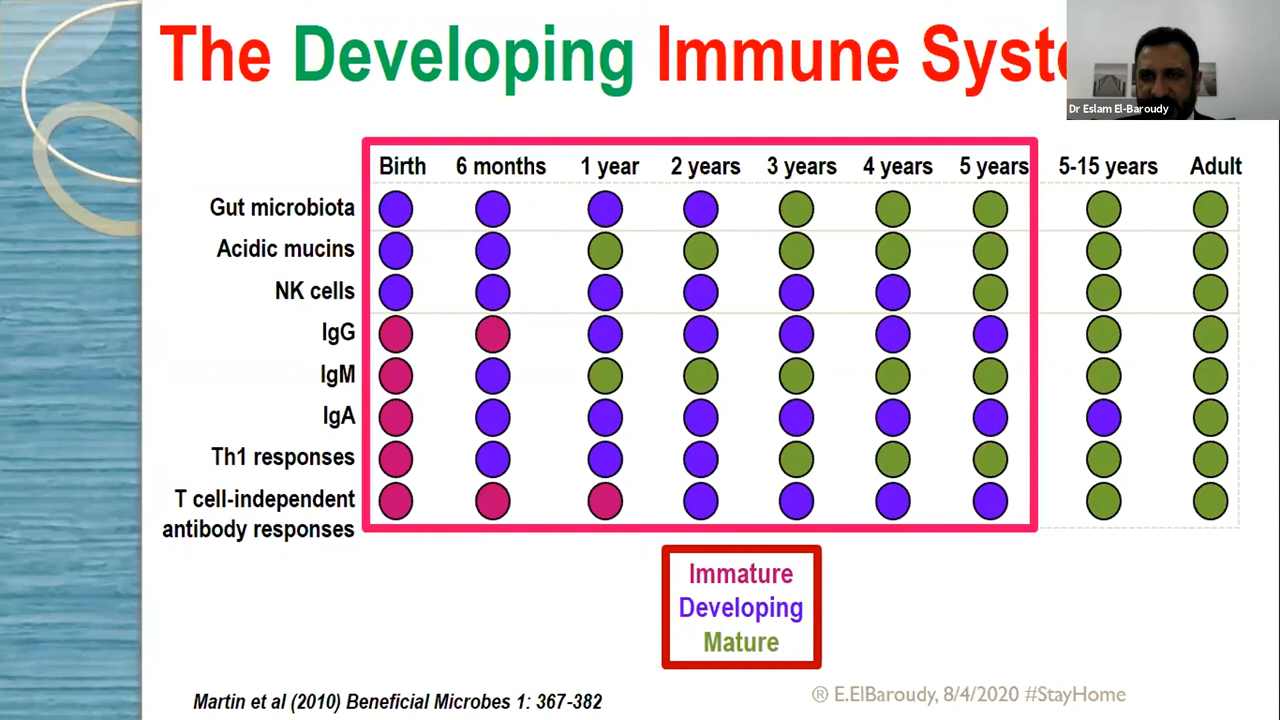 The Developing Immune Syst
Dr Eslam El-Baroudy
Birth 6 months 1 year 2 years 3 years 4 years 5 years 5-15 years Adult
Gut microbiota
Acidic mucins
NK cells
IgG
IgM
IgA
Th1 responses
T cell-independent
antibody responses
Immature
Developing
Mature
Martin et al (2010) Beneficial Microbes 1: 367-382
® E.ElBaroudy, 8/4/2020 #StayHome